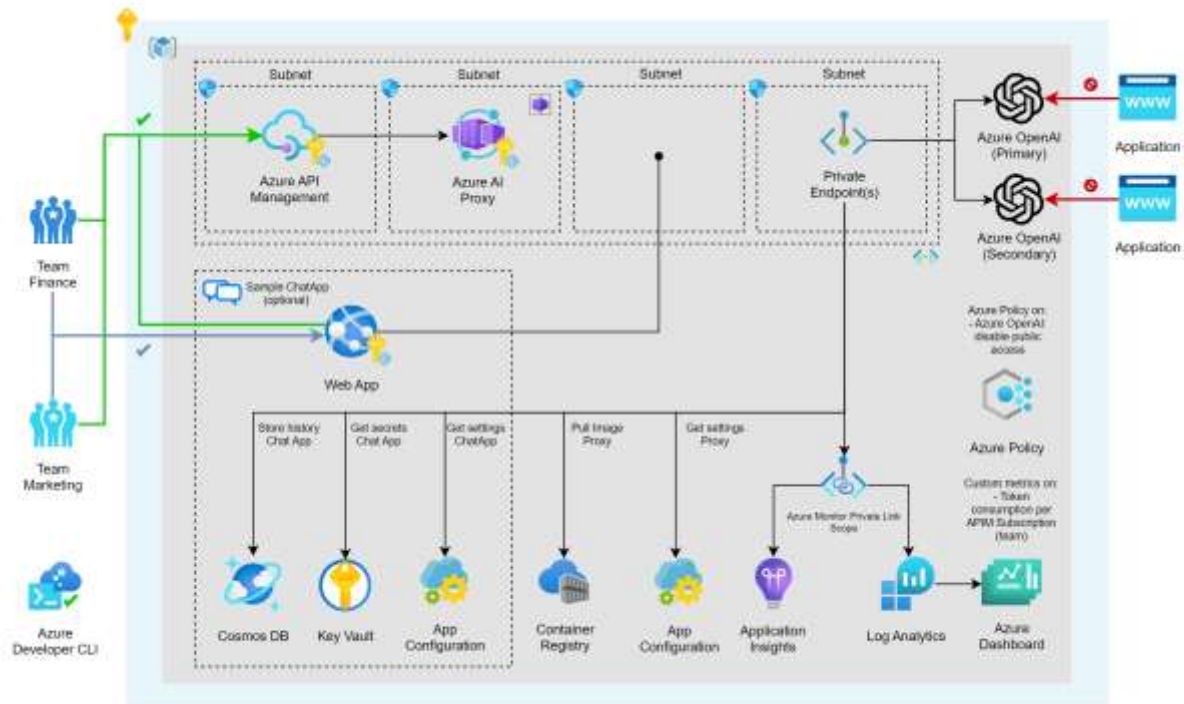 Subnet
Subnet
Subnet
Subnet
Azure API
Management
Azure AI
Proxy
Private
Endpoint(s)
Azure OpenAI
(Primary)
WWW
Application
Azure OpenAI
(Secondary)
WWW
Application
Team
Finance
Sample ChatApp
(optional)
Web App
Azure Policy on:
- Azure OpenAI
disable public
access
Azure Policy
Team
Marketing
Store history
Chat App
Get secrets
Chat App
Get settings
ChatApp
Pull Image
Proxy
Get settings
Proxy
Azure Monitor Private Link
Scope
Custom metrics on:
- Token
consumption per
APIM Subscription
(team)
Azure
Developer CLI
Cosmos DB
Key Vault
App
Configuration
Container
Registry
App
Configuration
Application
Insights
Log Analytics
Azure
Dashboard